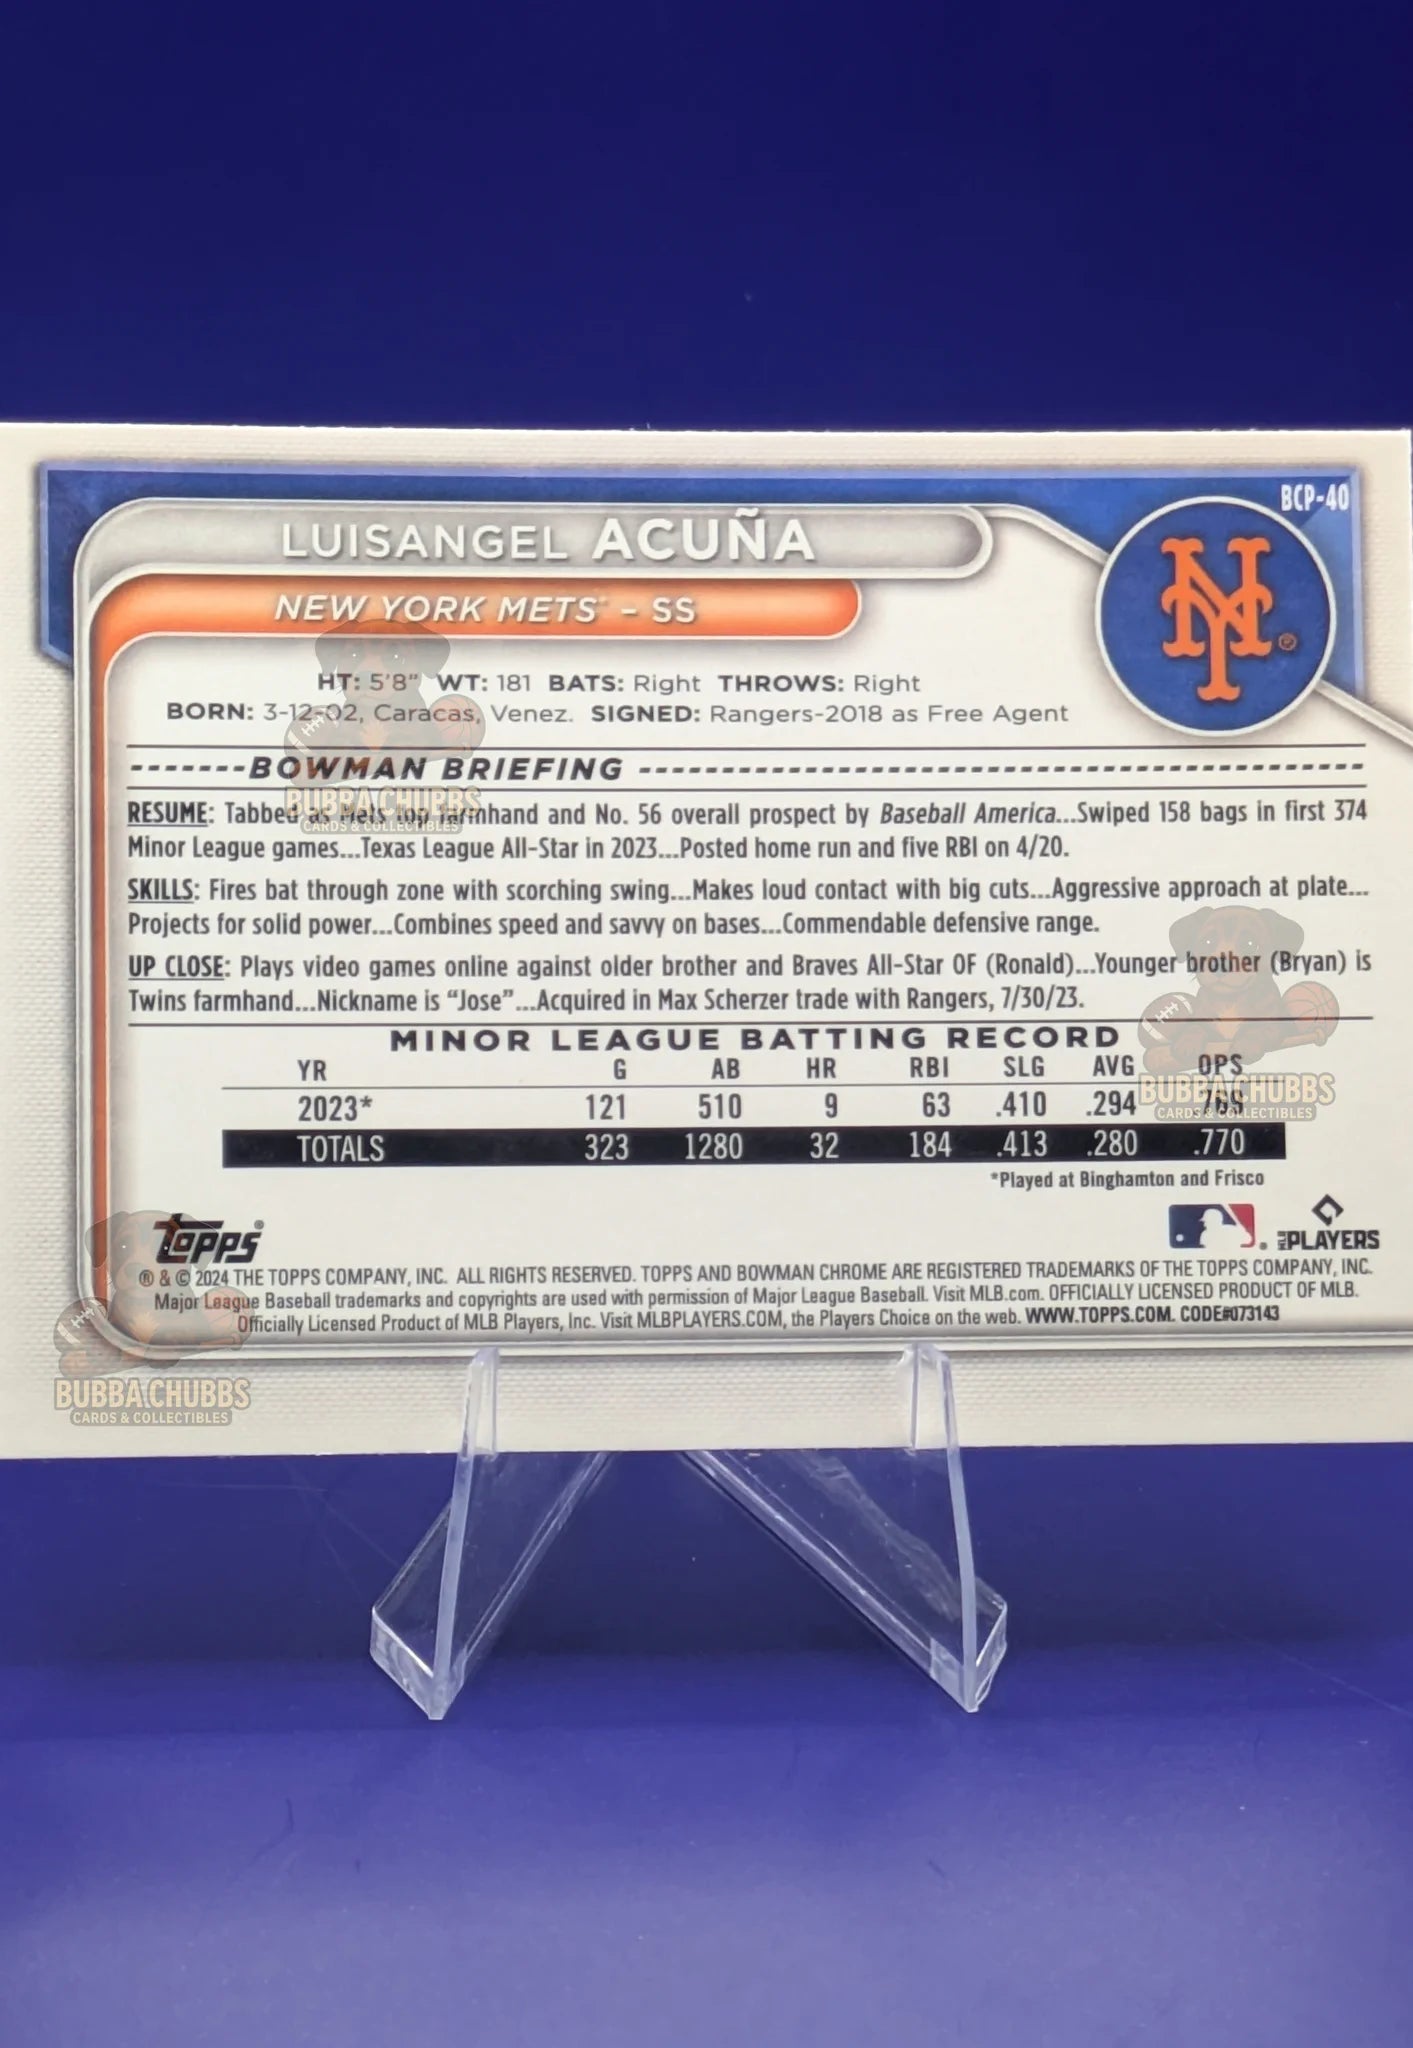 BCP-40
LUISANGEL ACUÑA
NEW YORK METS™ - SS
NY®
HT: 5'8" WT: 181 BATS: Right THROWS: Right
BORN: 3-12-02, Caracas, Venez. SIGNED: Rangers-2018 as Free Agent
BOWMAN BRIEFING
BUBBA CHUBBS
CARDS & COLLECTIBLES
RESUME: Tabbed as Mets top farmhand and No. 56 overall prospect by Baseball America...Swiped 158 bags in first 374
Minor League games...Texas League All-Star in 2023...Posted home run and five RBI on 4/20.
SKILLS: Fires bat through zone with scorching swing...Makes loud contact with big cuts...Aggressive approach at plate...
Projects for solid power...Combines speed and savvy on bases...Commendable defensive range.
UP CLOSE: Plays video games online against older brother and Braves All-Star OF (Ronald)...Younger brother (Bryan) is
Twins farmhand...Nickname is “Jose”...Acquired in Max Scherzer trade with Rangers, 7/30/23.
MINOR LEAGUE BATTING RECORD
YR G AB HR RBI SLG AVG OPS
2023* 121 510 9 63 .410 .294
BUBBA CHUBBS
CARDS & COLLECTIBLES
TOTALS 323 1280 32 184 .413 .280 .770
*Played at Binghamton and Frisco
Topps®
MLB PLAYERS
® & © 2024 THE TOPPS COMPANY, INC. ALL RIGHTS RESERVED. TOPPS AND BOWMAN CHROME ARE REGISTERED TRADEMARKS OF THE TOPPS COMPANY, INC.
Major League Baseball trademarks and copyrights are used with permission of Major League Baseball. Visit MLB.com. OFFICIALLY LICENSED PRODUCT OF MLB.
Officially Licensed Product of MLB Players, Inc. Visit MLBPLAYERS.COM, the Players Choice on the web. WWW.TOPPS.COM. CODE#073143
BUBBA CHUBBS
CARDS & COLLECTIBLES